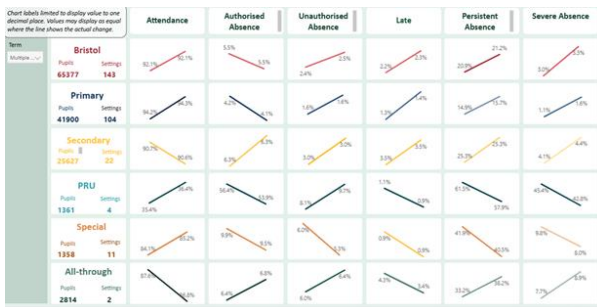 Chart labels limited to display value to one
decimal place. Values may display as equal
where the line shows the actual change.
Attendance
Authorised
Absence
Unauthorised
Absence
Late
Persistent
Absence
Severe Absence
Term
Multiple...
Bristol
Pupils Settings
65377 143
92.1% 92.1%
5.5% 5.5%
2.4% 2.5%
2.2% 2.3%
20.9% 21.2%
3.0% 3.3%
Primary
Pupils Settings
41900 104
94.2% 94.3%
4.2% 4.1%
1.6% 1.6%
1.3% 1.4%
14.9% 15.7%
1.1% 1.6%
Secondary
Pupils Settings
25627 22
90.7% 90.6%
6.3% 6.3%
3.0% 3.0%
3.0% 3.5%
25.3% 25.3%
4.1% 4.4%
PRU
Pupils Settings
1361 4
35.4% 36.4%
56.4% 53.9%
8.1% 9.7%
1.1% 0.9%
61.5% 57.9%
45.4% 42.8%
Special
Pupils Settings
1358 11
84.1% 85.2%
9.9% 9.5%
6.0%
0.9% 0.9%
41.9% 40.5%
9.8% 8.0%
All-through
Pupils Settings
2814 2
87.6%
6.4% 6.8%
6.0% 6.4%
4.3% 3.4%
33.2% 36.2%
7.7% 8.9%